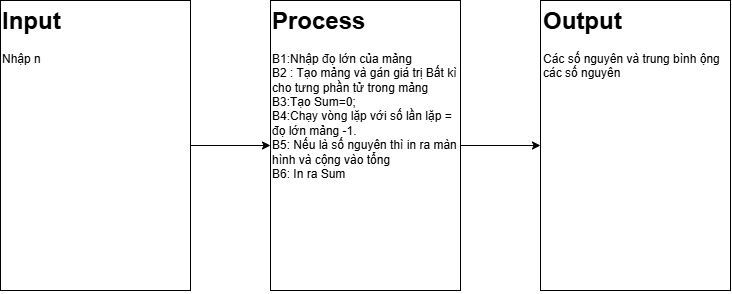 Input
Nhập n
Process
B1:Nhập đọ lớn của mảng
B2 : Tạo mảng và gán giá trị Bất kì
cho tưng phần tử trong mảng
B3:Tạo Sum=0;
B4:Chạy vòng lặp với số lần lặp =
đọ lớn mảng -1.
B5: Nếu là số nguyên thì in ra màn
hình và cộng vào tổng
B6: In ra Sum
Output
Các số nguyên và trung bình ộng
các số nguyên